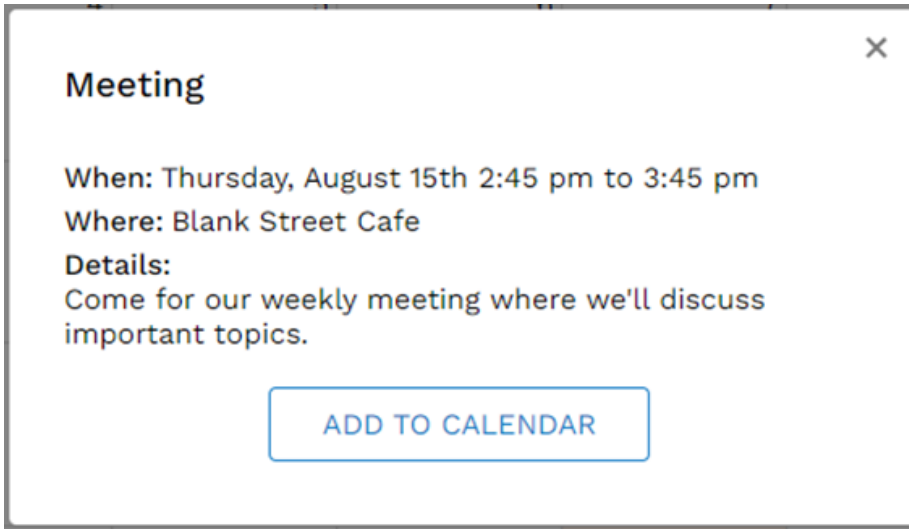 Meeting
When: Thursday, August 15th 2:45 pm to 3:45 pm
Where: Blank Street Cafe
Details:
Come for our weekly meeting where we'll discuss
important topics.
ADD TO CALENDAR